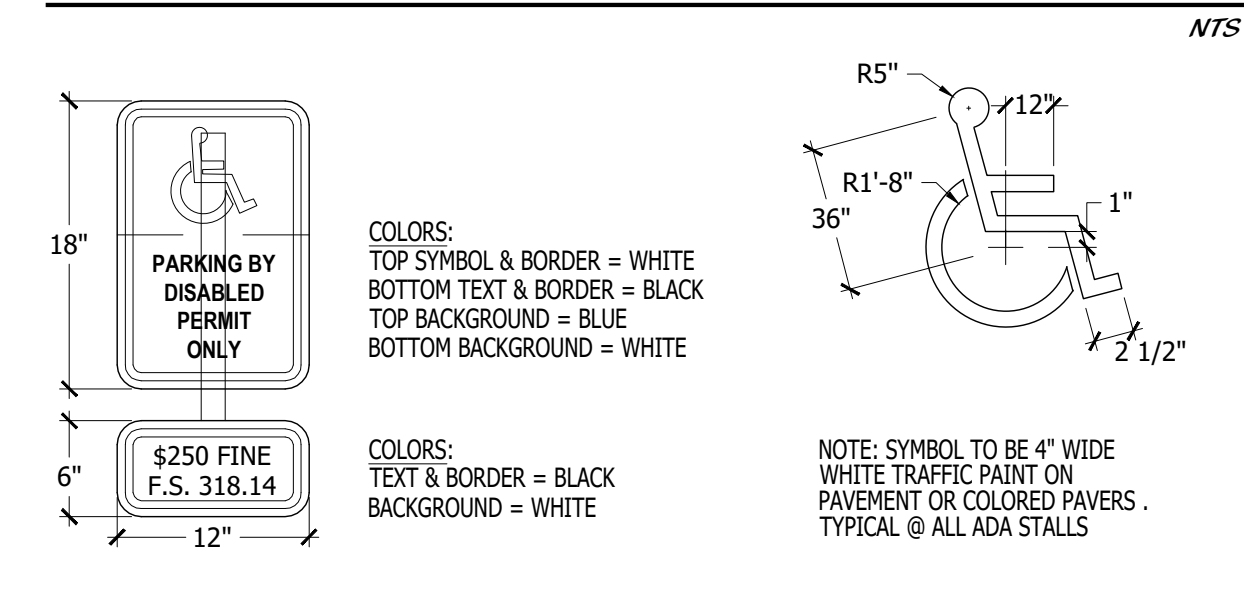 NTS
18"
PARKING BY
DISABLED
PERMIT
ONLY
6"
$250 FINE
F.S. 318.14
12"
COLORS:
TOP SYMBOL & BORDER = WHITE
BOTTOM TEXT & BORDER = BLACK
TOP BACKGROUND = BLUE
BOTTOM BACKGROUND = WHITE
COLORS:
TEXT & BORDER = BLACK
BACKGROUND = WHITE
R5"
12"
R1'-8"
36"
1"
2 1/2"
NOTE: SYMBOL TO BE 4" WIDE
WHITE TRAFFIC PAINT ON
PAVEMENT OR COLORED PAVERS .
TYPICAL @ ALL ADA STALLS